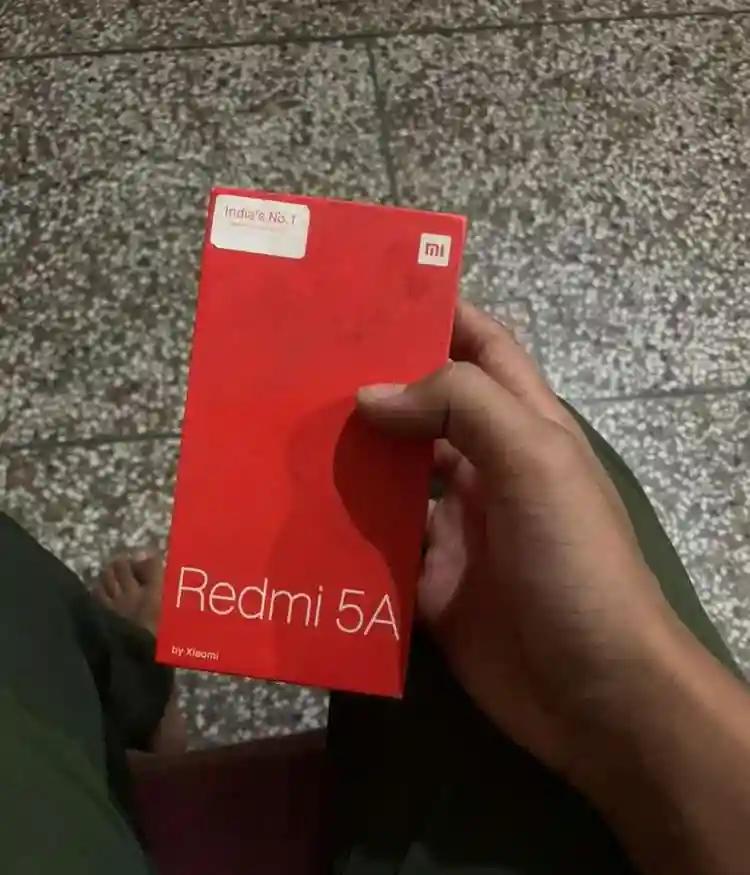 India's No.1
mi
Redmi 5A
by Xiaomi